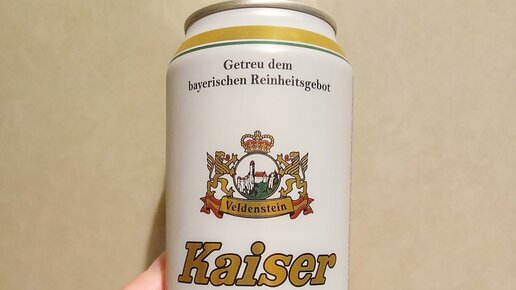 Getreu dem
bayerischen Reinheitsgebot
Veldenstein
Kaiser